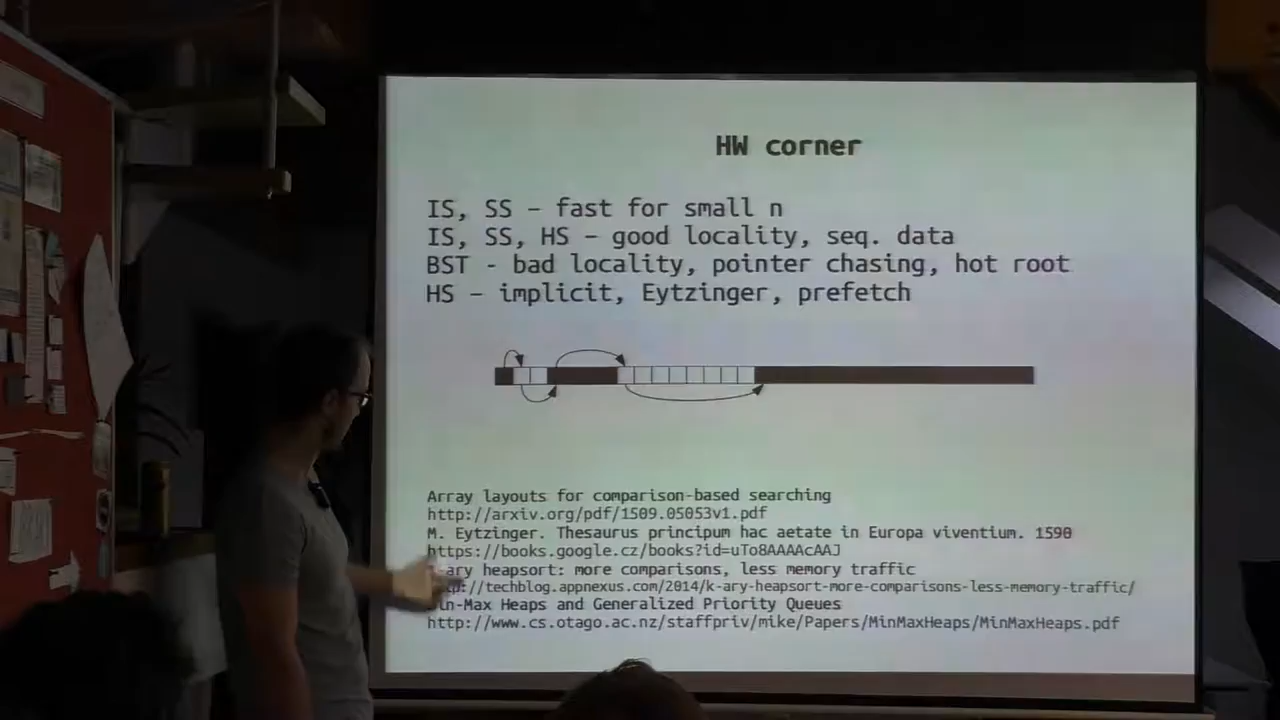 HW corner
IS, SS – fast for small n
IS, SS, HS – good locality, seq. data
BST - bad locality, pointer chasing, hot root
HS – implicit, Eytzinger, prefetch
Array layouts for comparison-based searching
http://arxiv.org/pdf/1509.05053v1.pdf
M. Eytzinger. Thesaurus principum hac aetate in Europa viventium. 1590
https://books.google.cz/books?id=uTo8AAAAcAAJ
-ary heapsort: more comparisons, less memory traffic
://techblog.appnexus.com/2014/k-ary-heapsort-more-comparisons-less-memory-traffic/
Min-Max Heaps and Generalized Priority Queues
http://www.cs.otago.ac.nz/staffpriv/mike/Papers/MinMaxHeaps/MinMaxHeaps.pdf